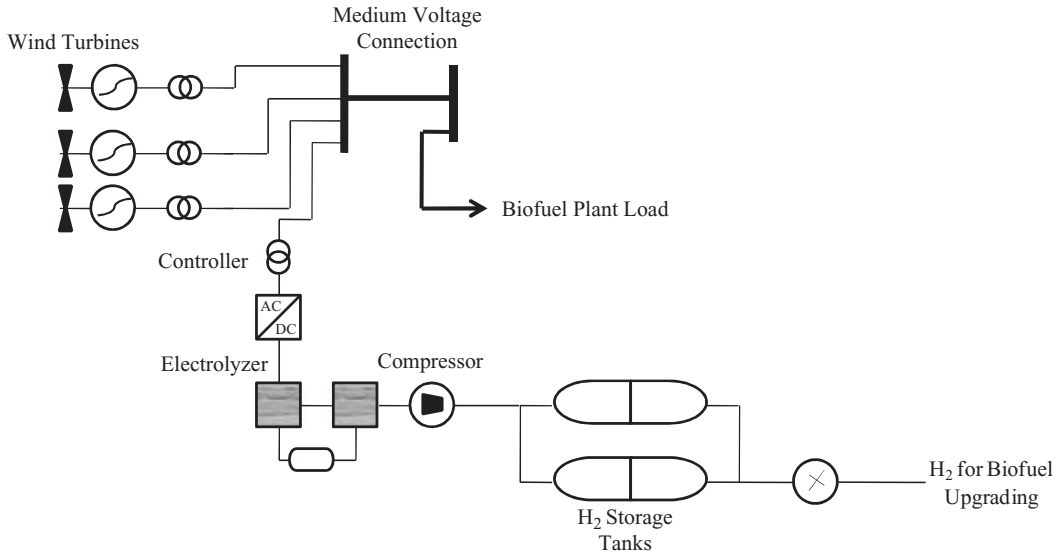 Medium Voltage
Connection
Wind Turbines
Biofuel Plant Load
Controller
AC
DC
Electrolyzer
Compressor
H₂ for Biofuel
Upgrading
H₂ Storage
Tanks